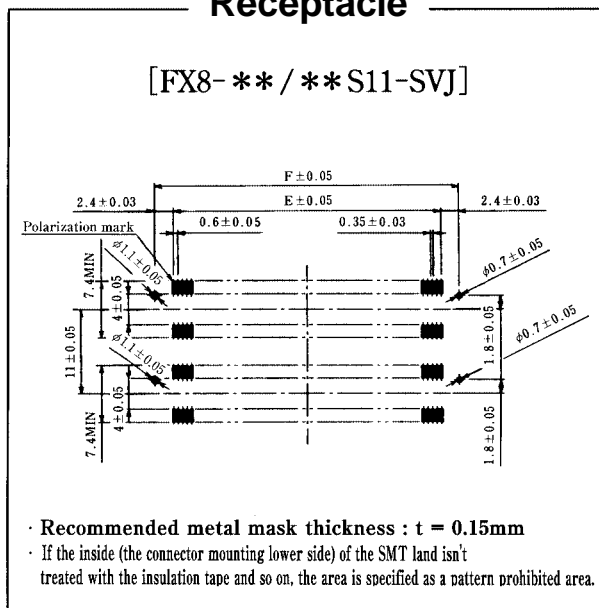 Receptacle
[FX8-**/**S11-SVJ]
F±0.05
2.4±0.03
E±0.05
2.4±0.03
0.6±0.05
0.35±0.03
Polarization mark
ϕ1.1±0.05
ϕ0.7±0.05
7.4MIN
4±0.05
1.8±0.05
11±0.05
ϕ1.1±0.05
ϕ0.7±0.05
7.4MIN
4±0.05
1.8±0.05
· Recommended metal mask thickness : t = 0.15mm
· If the inside (the connector mounting lower side) of the SMT land isn't
treated with the insulation tape and so on, the area is specified as a pattern prohibited area.